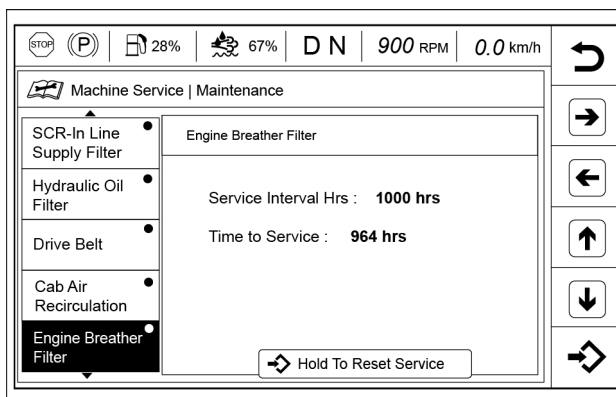 STOP P 28% 67% D N 900 RPM 0.0 km/h
Machine Service | Maintenance
SCR-In Line
Supply Filter
Hydraulic Oil
Filter
Drive Belt
Cab Air
Recirculation
Engine Breather
Filter
Engine Breather Filter
Service Interval Hrs : 1000 hrs
Time to Service : 964 hrs
Hold To Reset Service